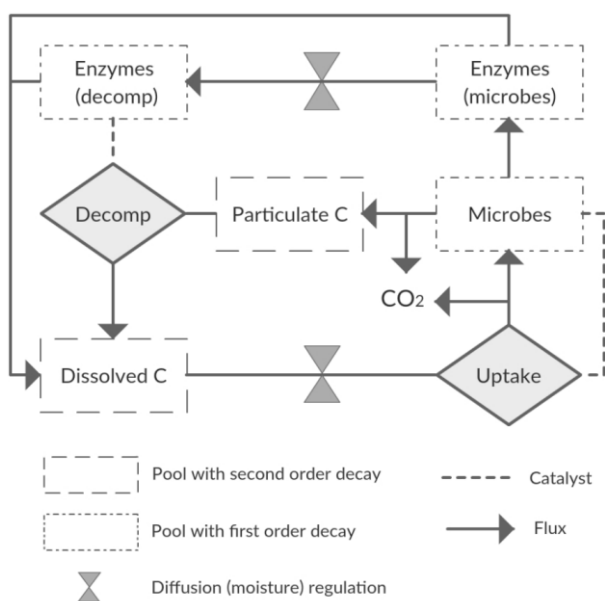 Enzymes
(decomp)
Enzymes
(microbes)
Decomp
Particulate C
Microbes
CO2
Dissolved C
Uptake
Pool with second order decay
Catalyst
Pool with first order decay
Flux
Diffusion (moisture) regulation